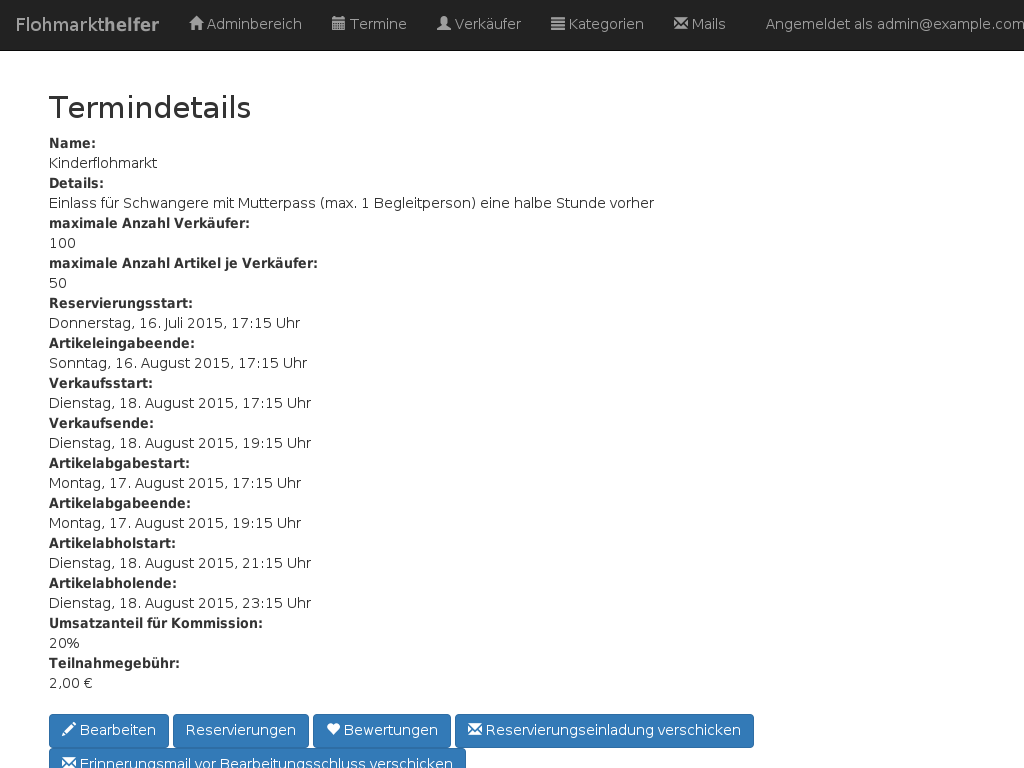 Flohmarkthelfer Adminbereich Termine Verkäufer Kategorien Mails Angemeldet als admin@example.com
Termindetails
Name:
Kinderflohmarkt
Details:
Einlass für Schwangere mit Mutterpass (max. 1 Begleitperson) eine halbe Stunde vorher
maximale Anzahl Verkäufer:
100
maximale Anzahl Artikel je Verkäufer:
50
Reservierungsstart:
Donnerstag, 16. Juli 2015, 17:15 Uhr
Artikeleingabeende:
Sonntag, 16. August 2015, 17:15 Uhr
Verkaufsstart:
Dienstag, 18. August 2015, 17:15 Uhr
Verkaufsende:
Dienstag, 18. August 2015, 19:15 Uhr
Artikelabgabestart:
Montag, 17. August 2015, 17:15 Uhr
Artikelabgabeende:
Montag, 17. August 2015, 19:15 Uhr
Artikelabholstart:
Dienstag, 18. August 2015, 21:15 Uhr
Artikelabholende:
Dienstag, 18. August 2015, 23:15 Uhr
Umsatzanteil für Kommission:
20%
Teilnahmegebühr:
2,00 €
Bearbeiten Reservierungen Bewertungen Reservierungseinladung verschicken
Erinnerungsmail vor Bearbeitungsschluss verschicken